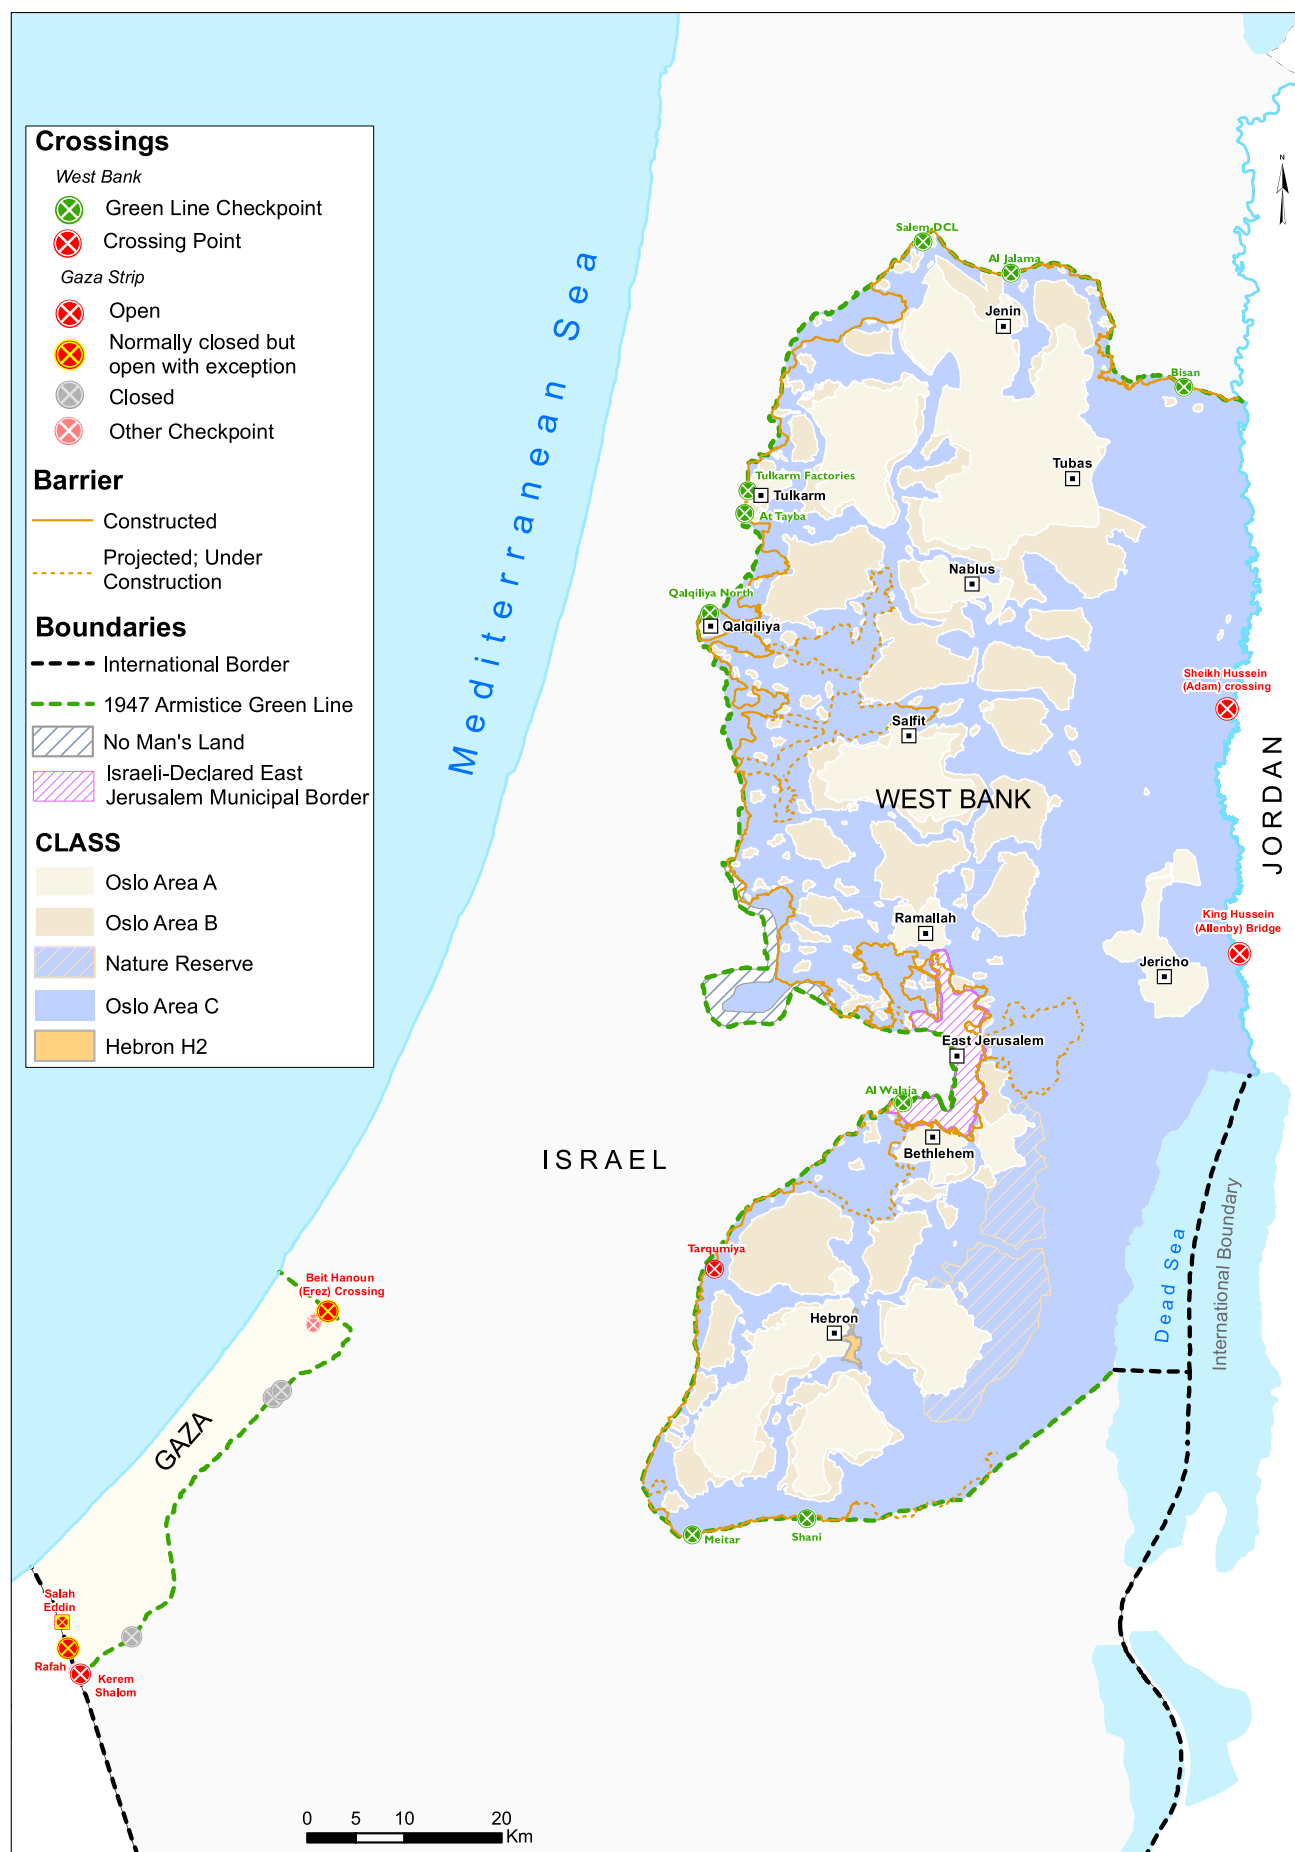 Crossings
West Bank
Green Line Checkpoint
Crossing Point
Gaza Strip
Open
Normally closed but
open with exception
Closed
Other Checkpoint
Barrier
Constructed
Projected; Under
Construction
Boundaries
International Border
1947 Armistice Green Line
No Man's Land
Israeli-Declared East
Jerusalem Municipal Border
CLASS
Oslo Area A
Oslo Area B
Nature Reserve
Oslo Area C
Hebron H2
Mediterranean Sea
N
Salem DCL
Al Jalama
Jenin
Bisan
Tubas
Tulkarm Factories
Tulkarm
At Tayba
Nablus
Qalqiliya North
Qalqiliya
Sheikh Hussein
(Adam) crossing
Salfit
WEST BANK
JORDAN
Ramallah
King Hussein
(Allenby) Bridge
Jericho
East Jerusalem
Al Walaja
Bethlehem
ISRAEL
Tarqumiya
Dead Sea
International Boundary
Beit Hanoun
(Erez) Crossing
Hebron
GAZA
Meitar
Shani
Salah
Eddin
Rafah
Kerem
Shalom
0 5 10 20
Km